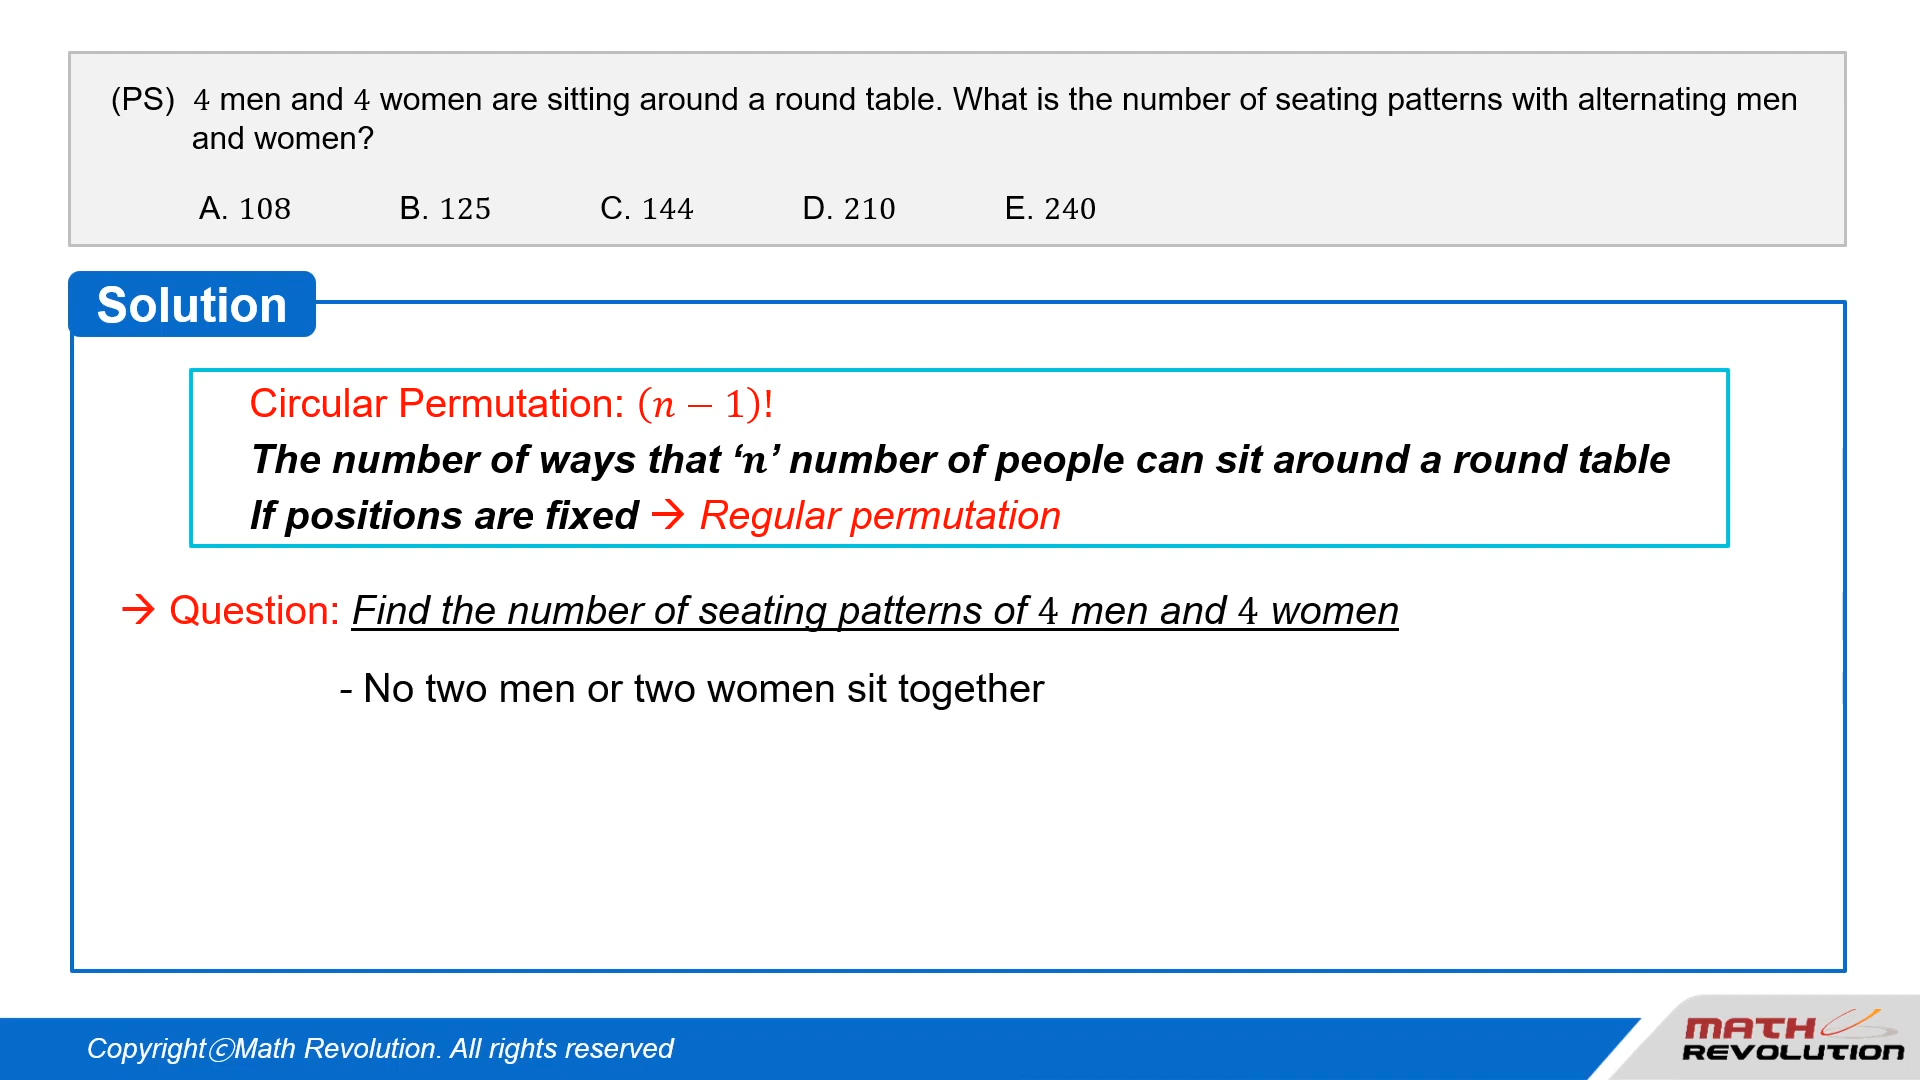 (PS) 4 men and 4 women are sitting around a round table. What is the number of seating patterns with alternating men
and women?
A. 108 B. 125 C. 144 D. 210 E. 240
Solution
Circular Permutation: (n − 1)!
The number of ways that ‘n’ number of people can sit around a round table
If positions are fixed → Regular permutation
→ Question: Find the number of seating patterns of 4 men and 4 women
- No two men or two women sit together
CopyrightⓒMath Revolution. All rights reserved
MATH
REVOLUTION